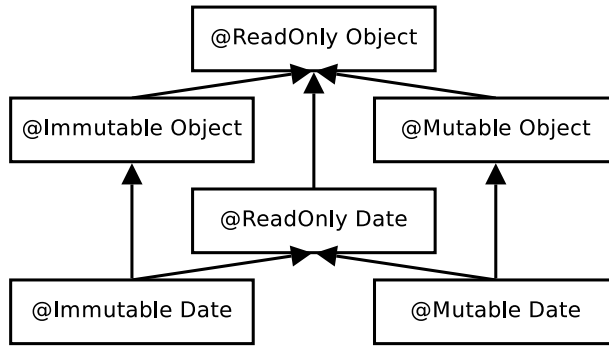 @ReadOnly Object
@Immutable Object
@Mutable Object
@ReadOnly Date
@Immutable Date
@Mutable Date